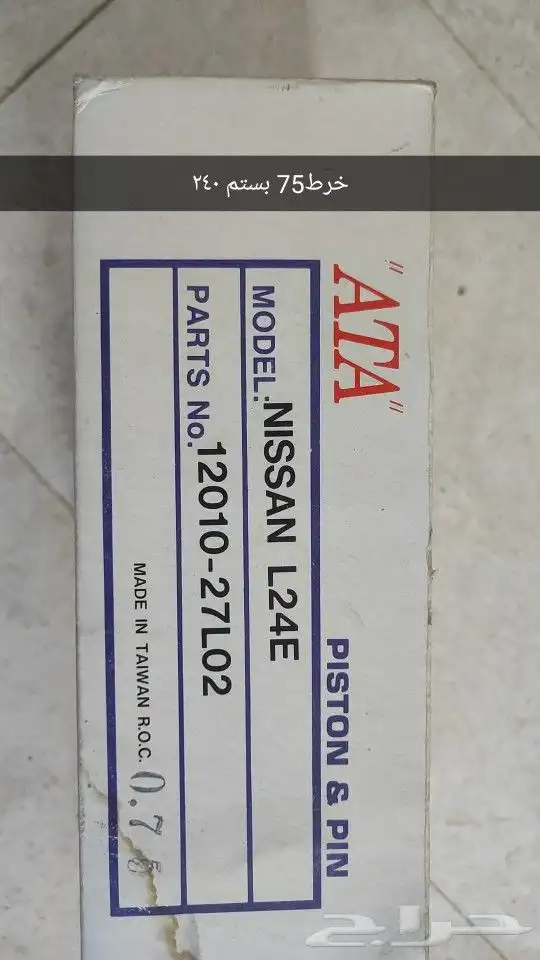 خرط75 بستم ٢٤٠
"ATA"
PISTON & PIN
MODEL: NISSAN L24E
PARTS No. 12010-27L02
MADE IN TAIWAN R.O.C. 0.75
حراج